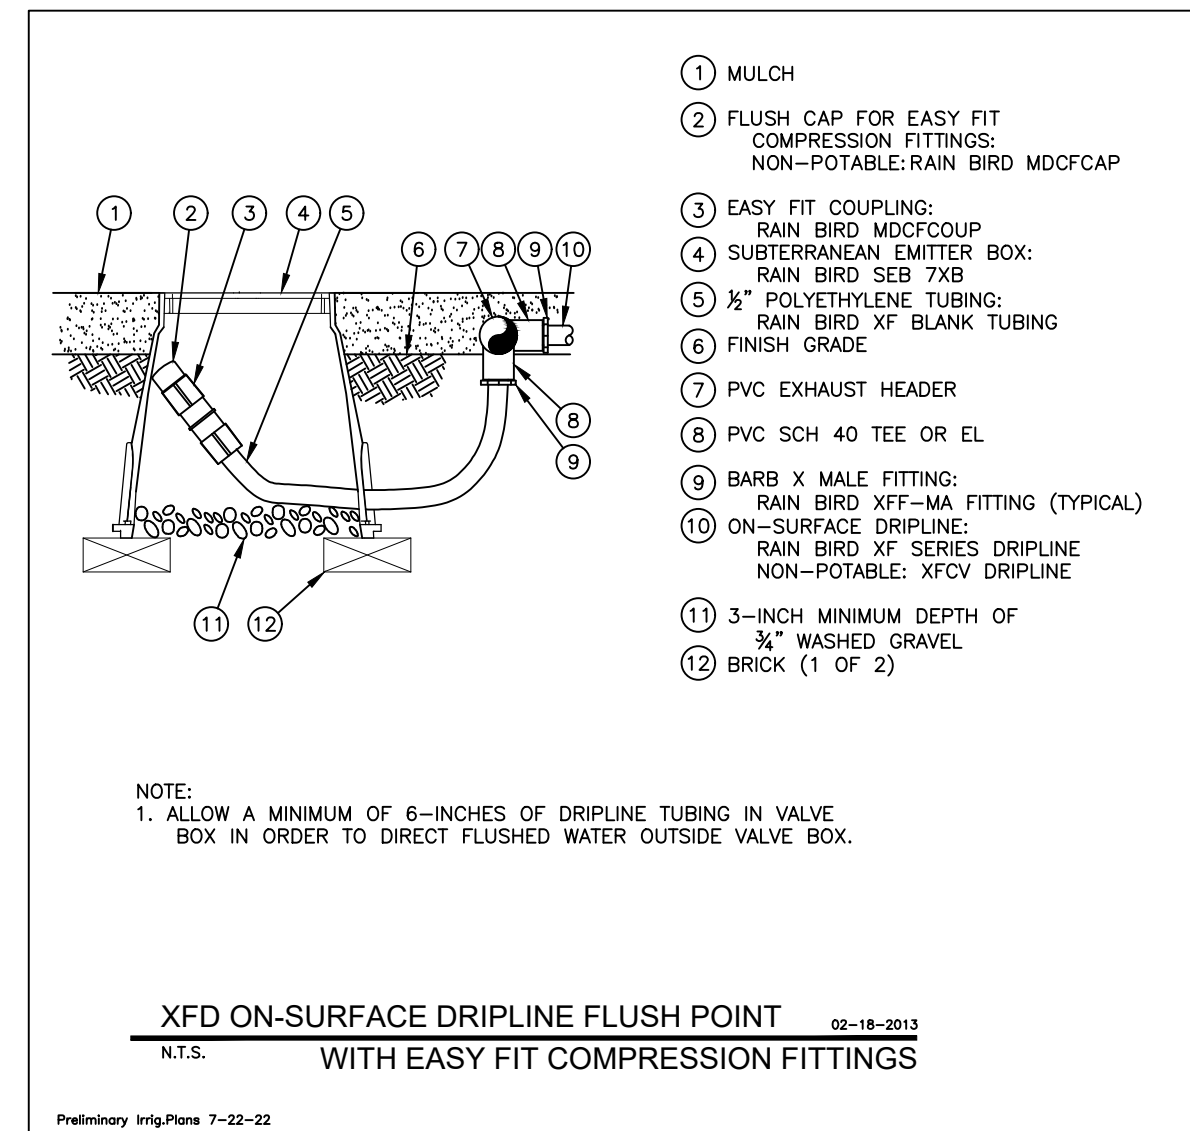 1 MULCH
2 FLUSH CAP FOR EASY FIT
COMPRESSION FITTINGS:
NON-POTABLE: RAIN BIRD MDCFCAP
3 EASY FIT COUPLING:
RAIN BIRD MDCFCOUP
4 SUBTERRANEAN EMITTER BOX:
RAIN BIRD SEB 7XB
5 ½" POLYETHYLENE TUBING:
RAIN BIRD XF BLANK TUBING
6 FINISH GRADE
7 PVC EXHAUST HEADER
8 PVC SCH 40 TEE OR EL
9 BARB X MALE FITTING:
RAIN BIRD XFF-MA FITTING (TYPICAL)
10 ON-SURFACE DRIPLINE:
RAIN BIRD XF SERIES DRIPLINE
NON-POTABLE: XFCV DRIPLINE
11 3-INCH MINIMUM DEPTH OF
¾" WASHED GRAVEL
12 BRICK (1 OF 2)
1 2 3 4 5
6 7 8 9 10
8
9
11 12
NOTE:
1. ALLOW A MINIMUM OF 6-INCHES OF DRIPLINE TUBING IN VALVE
BOX IN ORDER TO DIRECT FLUSHED WATER OUTSIDE VALVE BOX.
XFD ON-SURFACE DRIPLINE FLUSH POINT 02-18-2013
N.T.S. WITH EASY FIT COMPRESSION FITTINGS
Preliminary Irrig.Plans 7-22-22